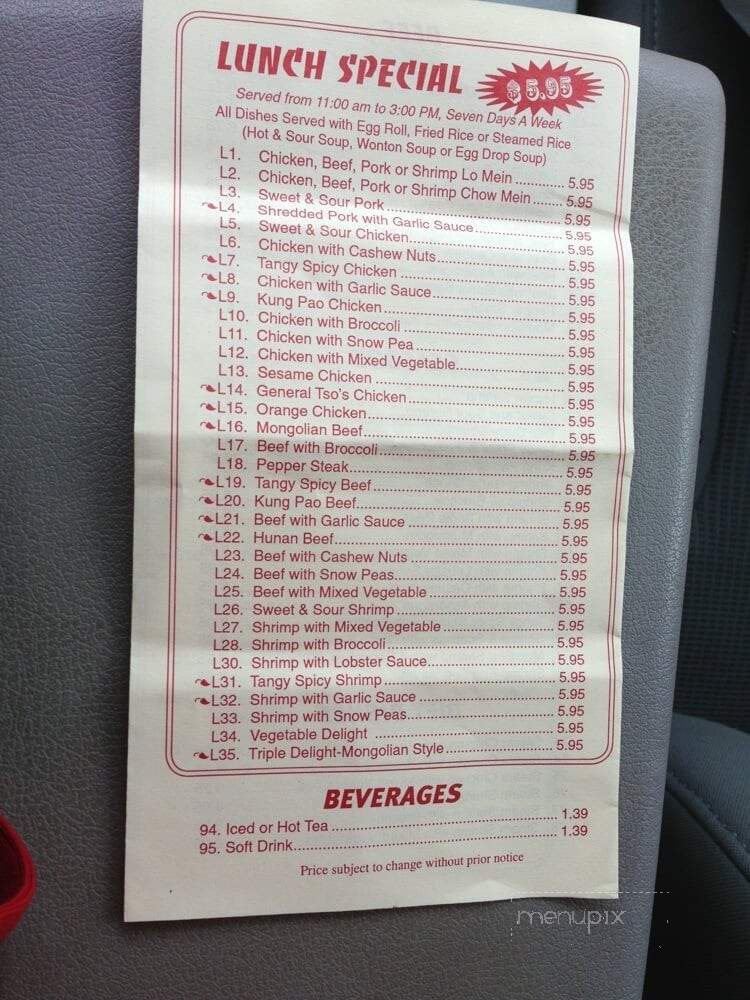 LUNCH SPECIAL $5.95
Served from 11:00 am to 3:00 PM, Seven Days A Week
All Dishes Served with Egg Roll, Fried Rice or Steamed Rice
(Hot & Sour Soup, Wonton Soup or Egg Drop Soup)
L1. Chicken, Beef, Pork or Shrimp Lo Mein ............ 5.95
L2. Chicken, Beef, Pork or Shrimp Chow Mein ........ 5.95
L3. Sweet & Sour Pork ........ 5.95
L4. Shredded Pork with Garlic Sauce ........ 5.95
L5. Sweet & Sour Chicken ........ 5.95
L6. Chicken with Cashew Nuts ........ 5.95
L7. Tangy Spicy Chicken ........ 5.95
L8. Chicken with Garlic Sauce ........ 5.95
L9. Kung Pao Chicken ........ 5.95
L10. Chicken with Broccoli ........ 5.95
L11. Chicken with Snow Pea ........ 5.95
L12. Chicken with Mixed Vegetable ........ 5.95
L13. Sesame Chicken ........ 5.95
L14. General Tso's Chicken ........ 5.95
L15. Orange Chicken ........ 5.95
L16. Mongolian Beef ........ 5.95
L17. Beef with Broccoli ........ 5.95
L18. Pepper Steak ........ 5.95
L19. Tangy Spicy Beef ........ 5.95
L20. Kung Pao Beef ........ 5.95
L21. Beef with Garlic Sauce ........ 5.95
L22. Hunan Beef ........ 5.95
L23. Beef with Cashew Nuts ........ 5.95
L24. Beef with Snow Peas ........ 5.95
L25. Beef with Mixed Vegetable ........ 5.95
L26. Sweet & Sour Shrimp ........ 5.95
L27. Shrimp with Mixed Vegetable ........ 5.95
L28. Shrimp with Broccoli ........ 5.95
L30. Shrimp with Lobster Sauce ........ 5.95
L31. Tangy Spicy Shrimp ........ 5.95
L32. Shrimp with Garlic Sauce ........ 5.95
L33. Shrimp with Snow Peas ........ 5.95
L34. Vegetable Delight ........ 5.95
L35. Triple Delight-Mongolian Style ........ 5.95
BEVERAGES
94. Iced or Hot Tea ........ 1.39
95. Soft Drink ........ 1.39
Price subject to change without prior notice
menupix